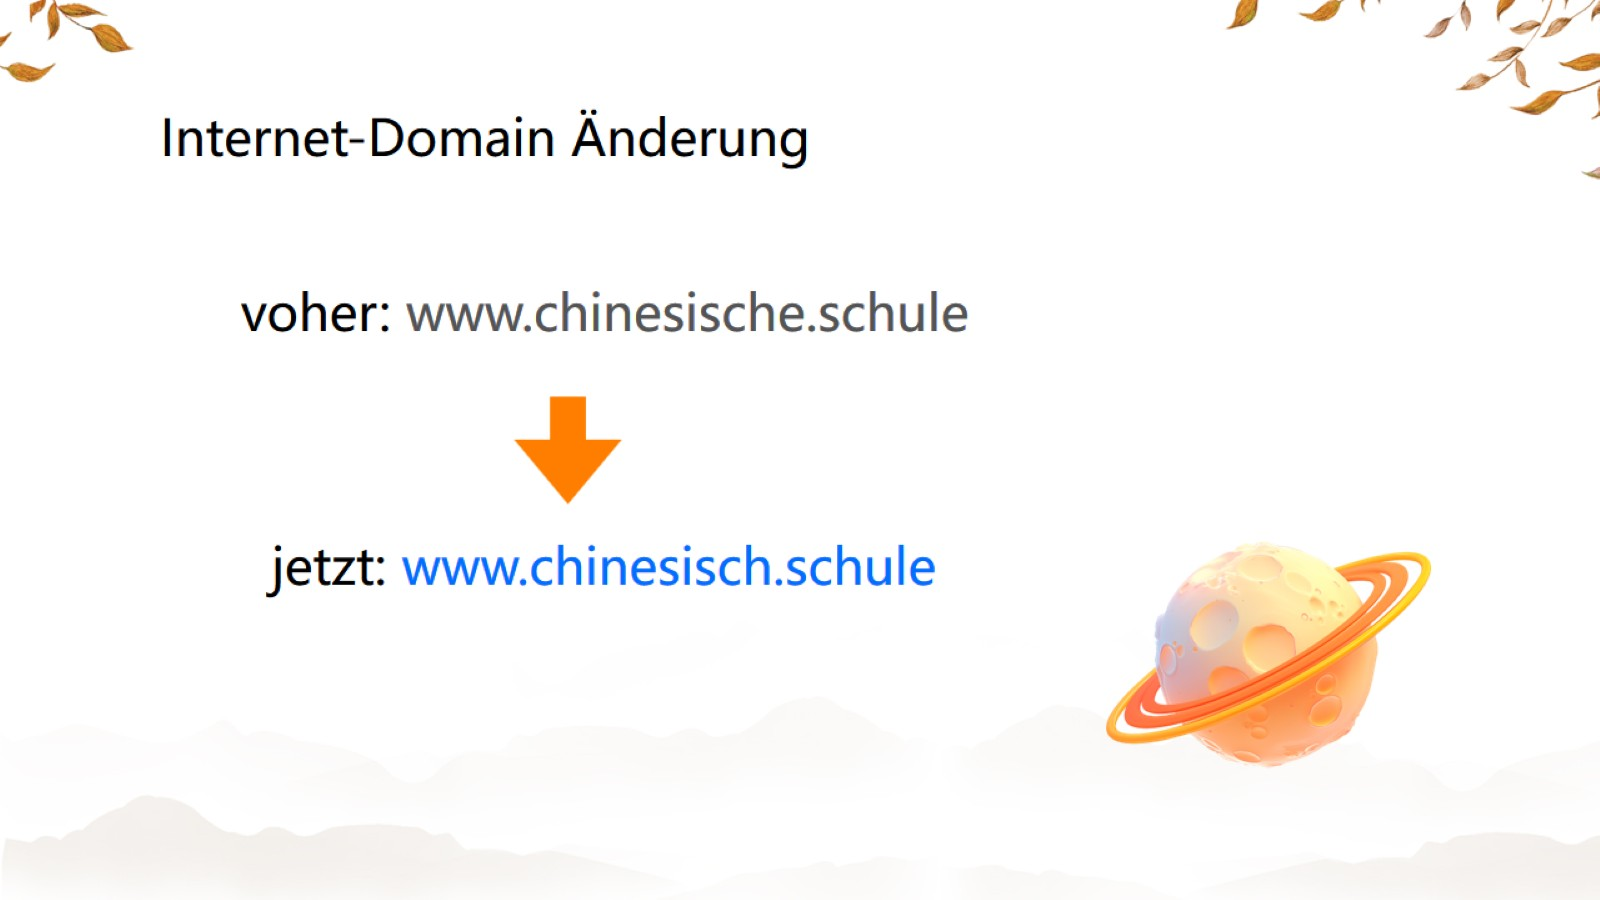 Internet-Domain Änderung
voher: www.chinesische.schule
jetzt: www.chinesisch.schule